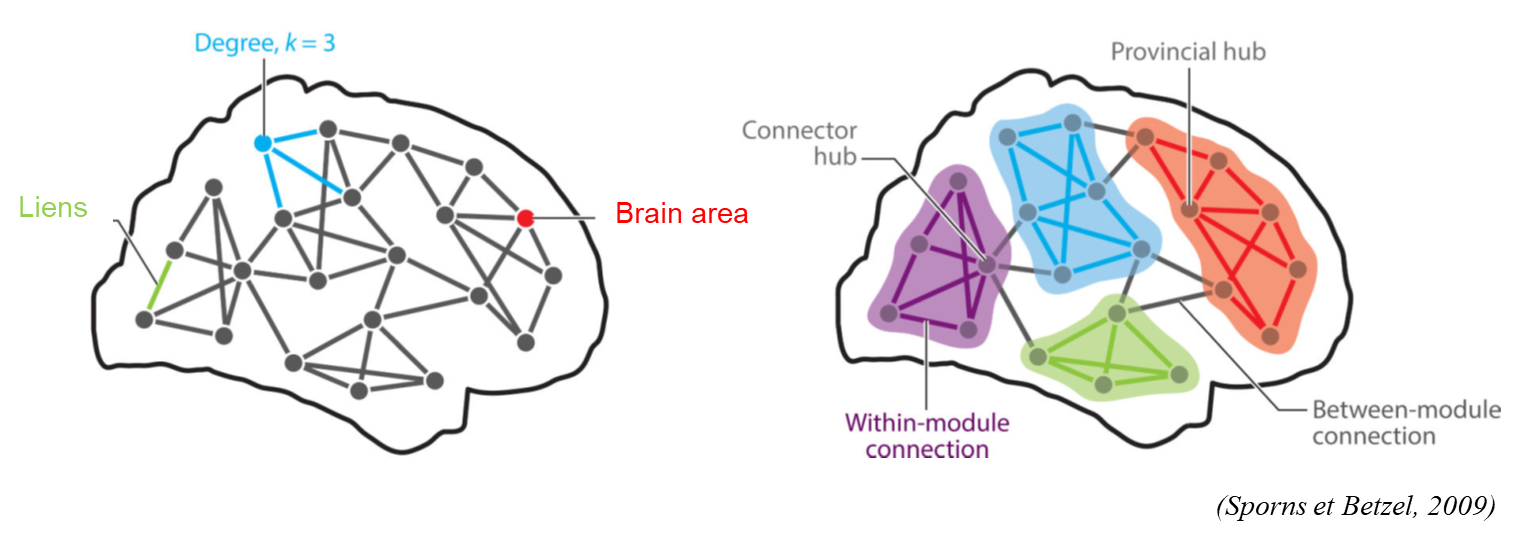 Degree, k = 3
Liens
Brain area
Provincial hub
Connector
hub
Within-module
connection
Between-module
connection
(Sporns et Betzel, 2009)